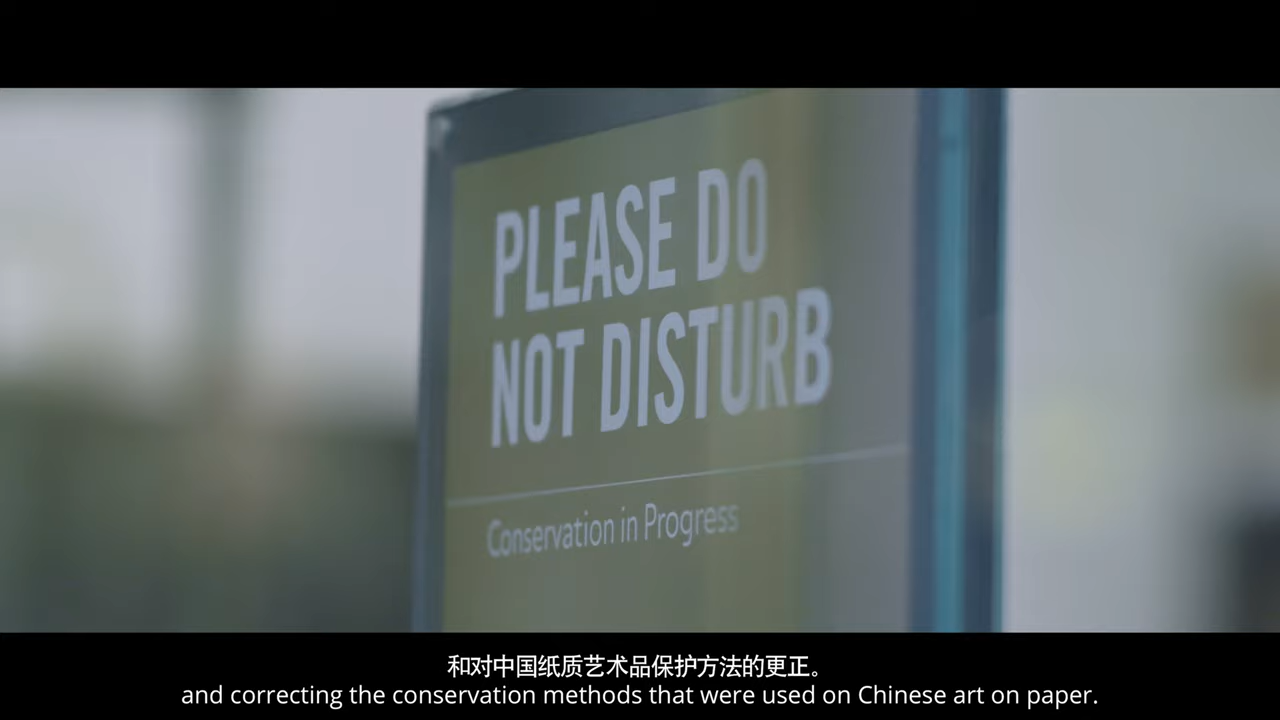 PLEASE DO
NOT DISTURB
Conservation in Progress
和对中国纸质艺术品保护方法的更正。
and correcting the conservation methods that were used on Chinese art on paper.